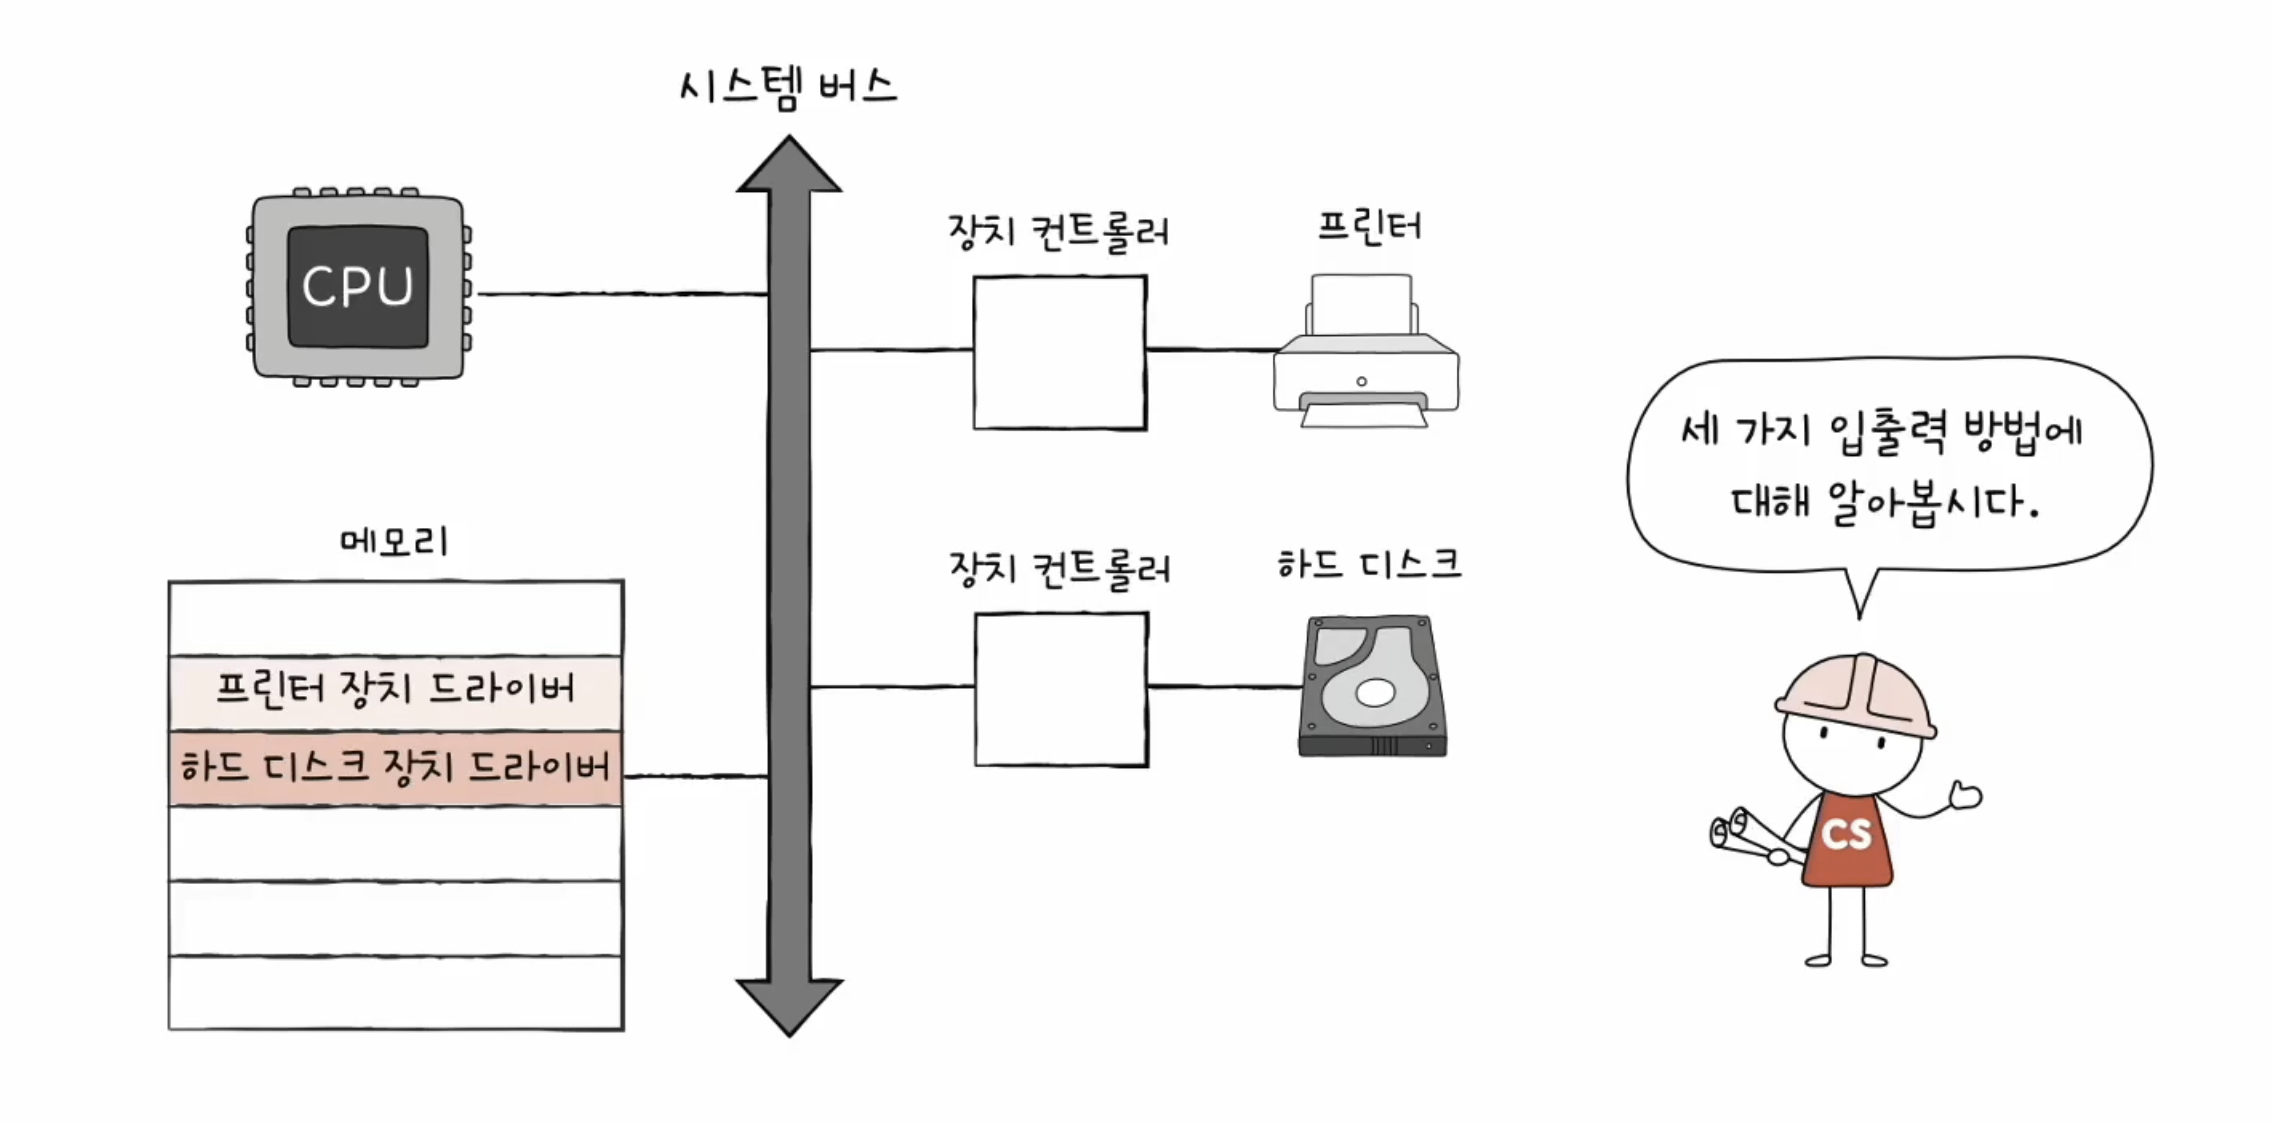 시스템 버스
CPU
장치 컨트롤러
프린터
세 가지 입출력 방법에
대해 알아봅시다.
메모리
프린터 장치 드라이버
하드 디스크 장치 드라이버
장치 컨트롤러
하드 디스크
CS